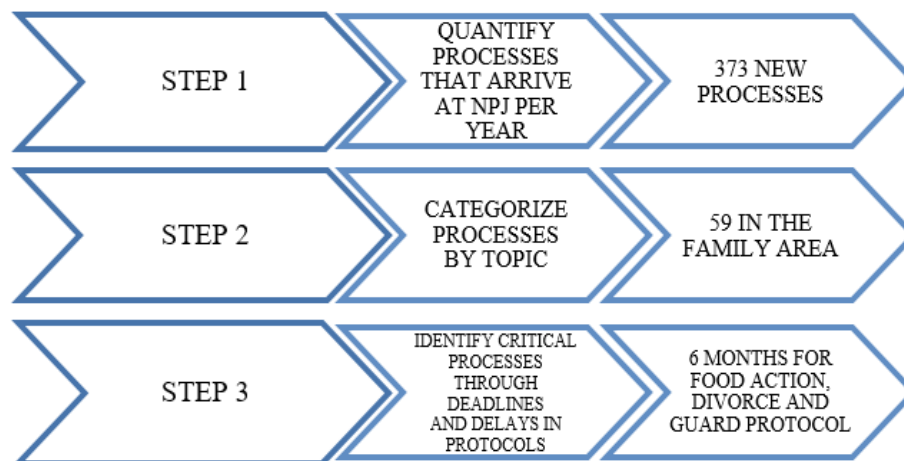 STEP 1
QUANTIFY
PROCESSES
THAT ARRIVE
AT NPJ PER
YEAR
373 NEW
PROCESSES
STEP 2
CATEGORIZE
PROCESSES
BY TOPIC
59 IN THE
FAMILY AREA
STEP 3
IDENTIFY CRITICAL
PROCESSES
THROUGH
DEADLINES
AND DELAYS IN
PROTOCOLS
6 MONTHS FOR
FOOD ACTION,
DIVORCE AND
GUARD PROTOCOL